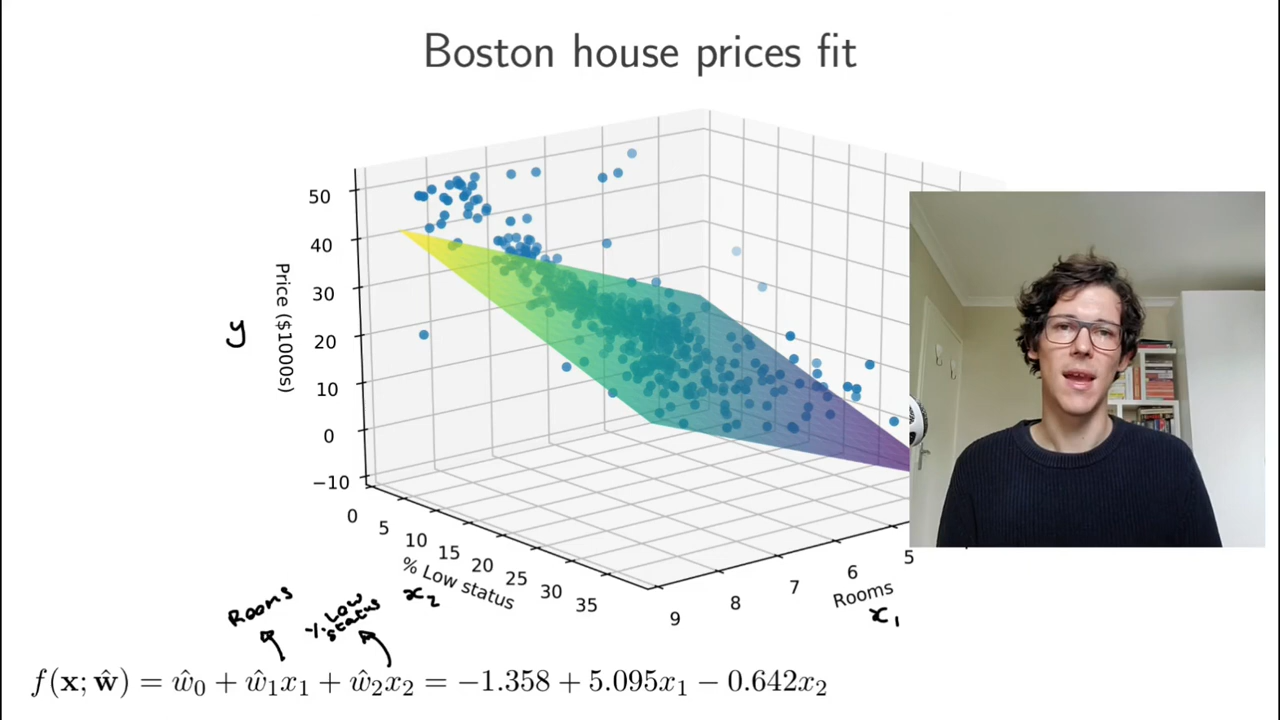 Boston house prices fit
50
40
30
20
10
0
−10
Price ($1000s)
y
0
5
10
15
20
25
30
35
% Low status
x₂
9
8
7
6
5
Rooms
x₁
Rooms
% Low status
f(x; ŵ) = ŵ₀ + ŵ₁x₁ + ŵ₂x₂ = −1.358 + 5.095x₁ − 0.642x₂